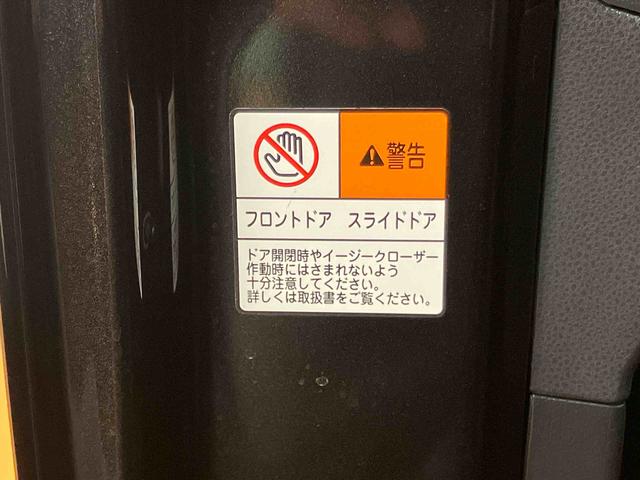 警告
フロントドア　スライドドア
ドア開閉時やイージークローザー
作動時にはさまれないよう
十分注意してください。
詳しくは取扱書をご覧ください。